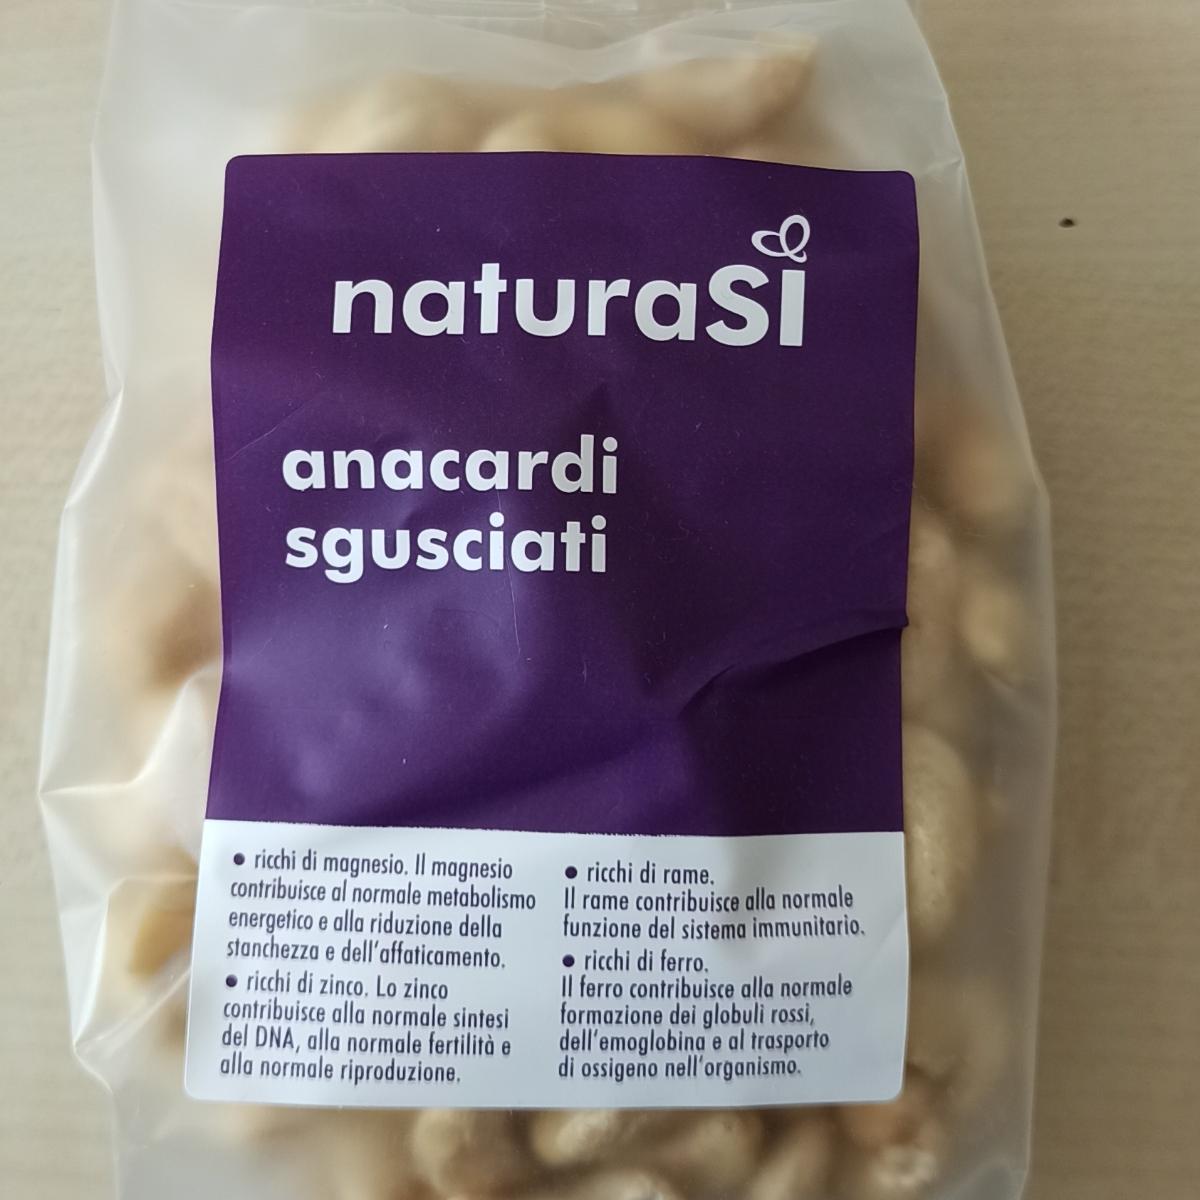 naturaSì
anacardi
sgusciati
• ricchi di magnesio. Il magnesio
contribuisce al normale metabolismo
energetico e alla riduzione della
stanchezza e dell'affaticamento.
• ricchi di zinco. Lo zinco
contribuisce alla normale sintesi
del DNA, alla normale fertilità e
alla normale riproduzione.
• ricchi di rame.
Il rame contribuisce alla normale
funzione del sistema immunitario.
• ricchi di ferro.
Il ferro contribuisce alla normale
formazione dei globuli rossi,
dell'emoglobina e al trasporto
di ossigeno nell'organismo.